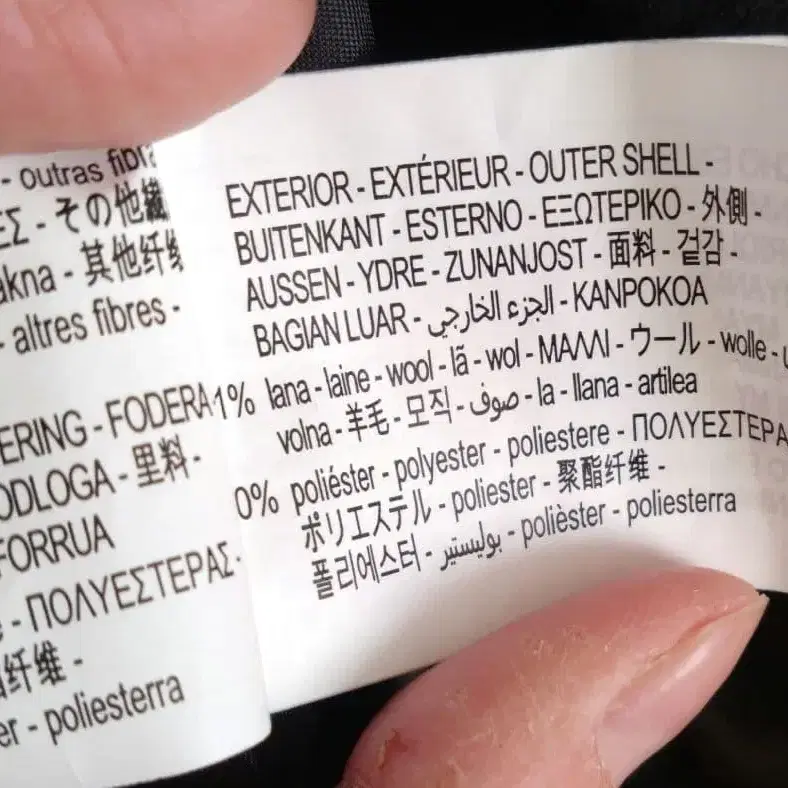 - outras fibra
ΕΣ - その他繊
akna - 其他纤维
- altres fibres -
ERING - FODERA
ODLOGA - 里料 -
FORRUA
- ΠΟΛΥΕΣΤΕΡΑΣ -
纤维 -
er - poliesterra
EXTERIOR - EXTÉRIEUR - OUTER SHELL -
BUITENKANT - ESTERNO - ΕΞΩΤΕΡΙΚΟ - 外側 -
AUSSEN - YDRE - ZUNANJOST - 面料 - 겉감 -
BAGIAN LUAR - الجزء الخارجي - KANPOKOA
1% lana - laine - wool - lã - wol - ΜΑΛΛΙ - ウール - wolle -
volna - 羊毛 - 모직 - صوف - la - llana - artilea
0% poliéster - polyester - poliestere - ΠΟΛΥΕΣΤΕΡΑ
ポリエステル - poliester - 聚酯纤维 -
폴리에스터 - بوليستير - polièster - poliesterra